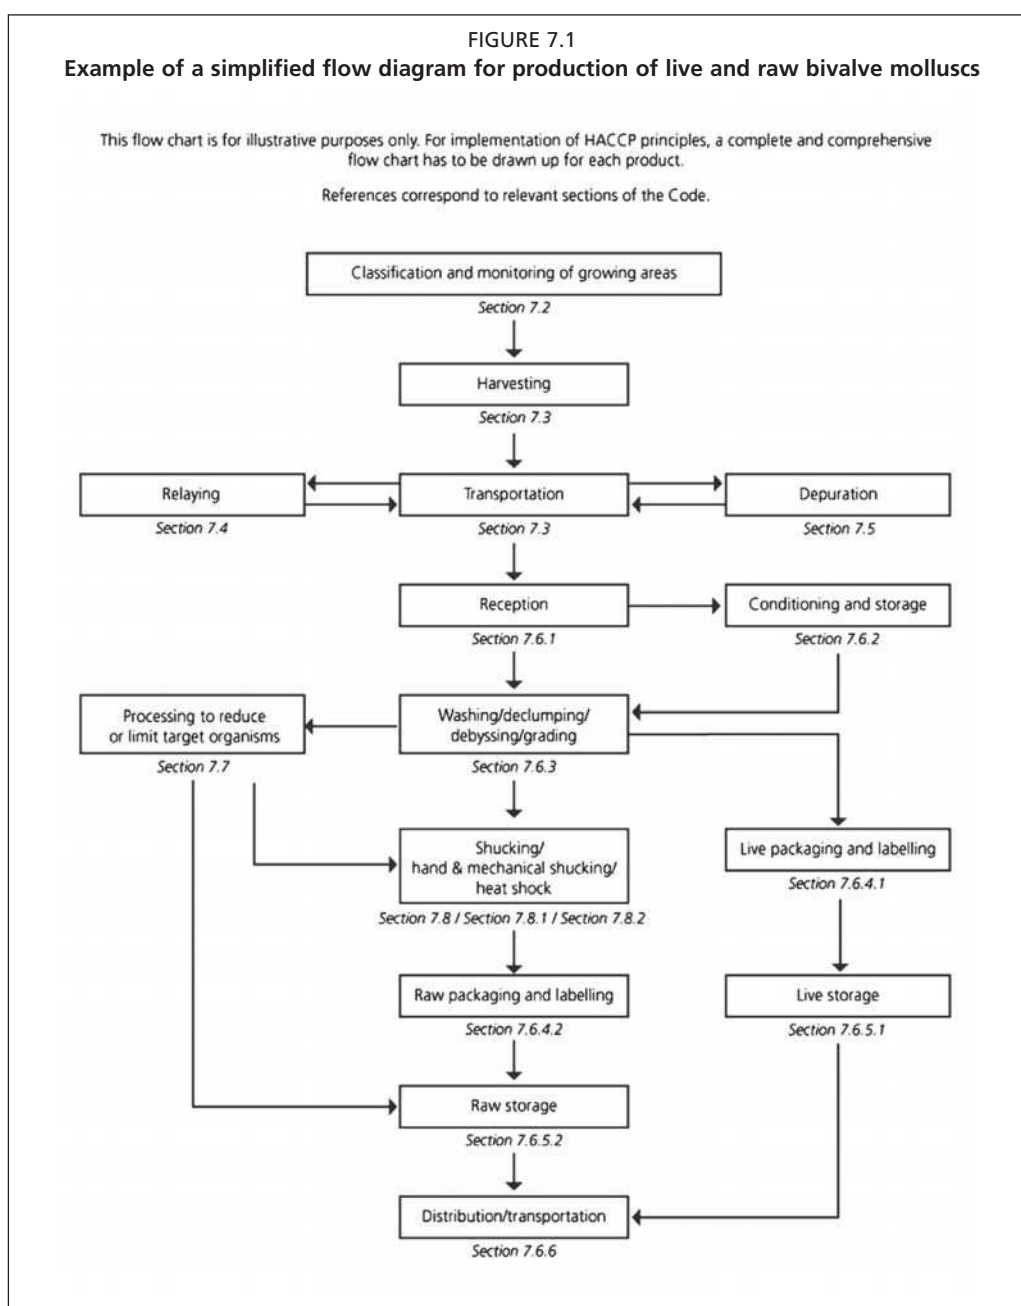 FIGURE 7.1
Example of a simplified flow diagram for production of live and raw bivalve molluscs
This flow chart is for illustrative purposes only. For implementation of HACCP principles, a complete and comprehensive
flow chart has to be drawn up for each product.
References correspond to relevant sections of the Code.
Classification and monitoring of growing areas
Section 7.2
Harvesting
Section 7.3
Relaying
Section 7.4
Transportation
Section 7.3
Depuration
Section 7.5
Reception
Section 7.6.1
Conditioning and storage
Section 7.6.2
Processing to reduce
or limit target organisms
Section 7.7
Washing/declumping/
debyssing/grading
Section 7.6.3
Shucking/
hand & mechanical shucking/
heat shock
Section 7.8 / Section 7.8.1 / Section 7.8.2
Live packaging and labelling
Section 7.6.4.1
Raw packaging and labelling
Section 7.6.4.2
Live storage
Section 7.6.5.1
Raw storage
Section 7.6.5.2
Distribution/transportation
Section 7.6.6